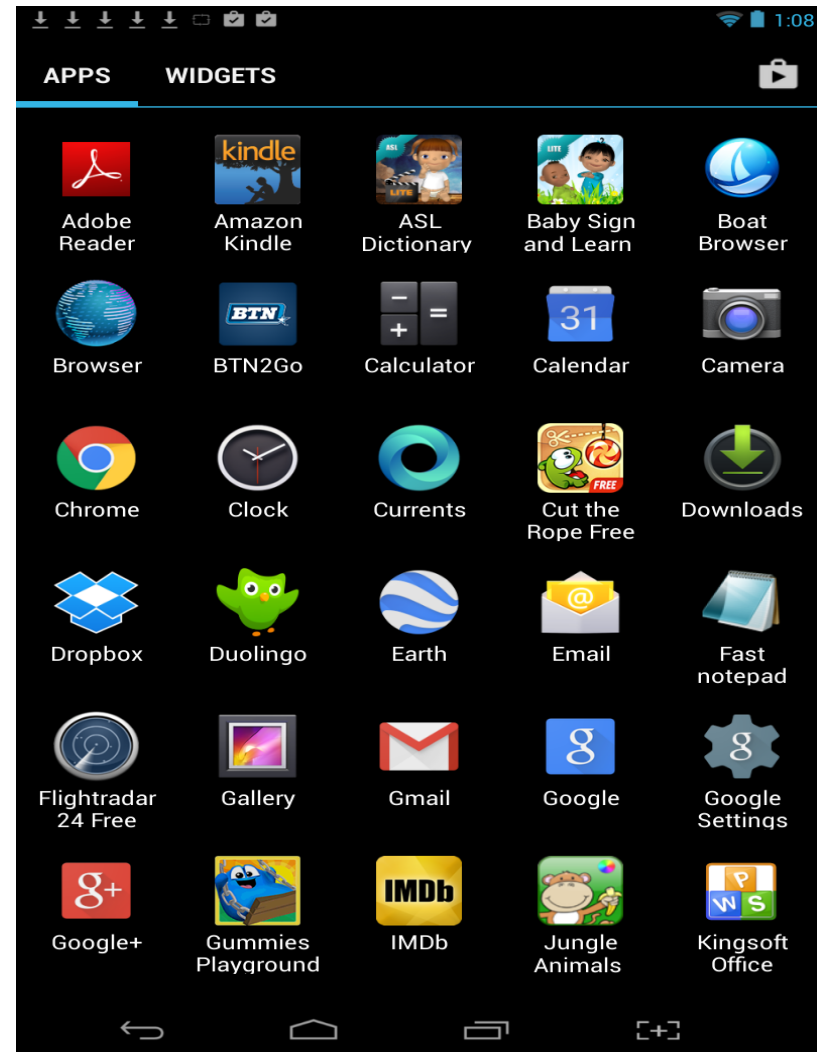 1:08
APPS WIDGETS
kindle ASL LITE LITE
Adobe Amazon ASL Baby Sign Boat
Reader Kindle Dictionary and Learn Browser
BTN 31
Browser BTN2Go Calculator Calendar Camera
FREE
Chrome Clock Currents Cut the Downloads
Rope Free
@
Dropbox Duolingo Earth Email Fast
notepad
g g
Flightradar Gallery Gmail Google Google
24 Free Settings
g+ IMDb P W S
Google+ Gummies IMDb Jungle Kingsoft
Playground Animals Office